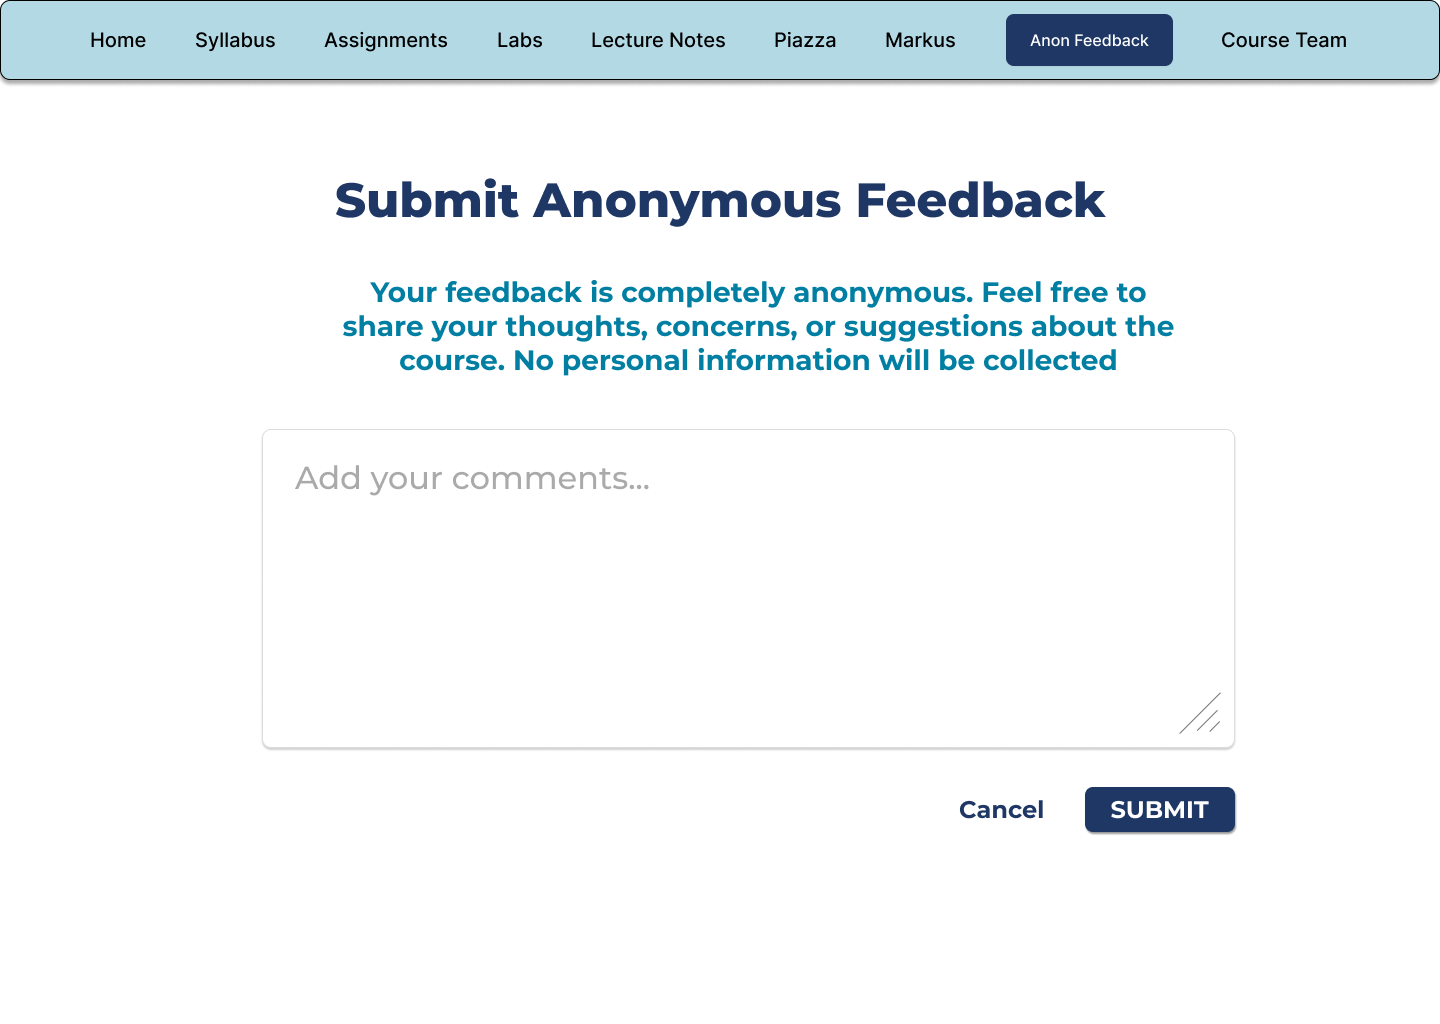 Home Syllabus Assignments Labs Lecture Notes Piazza Markus Anon Feedback Course Team
Submit Anonymous Feedback
Your feedback is completely anonymous. Feel free to
share your thoughts, concerns, or suggestions about the
course. No personal information will be collected
Add your comments...
Cancel SUBMIT